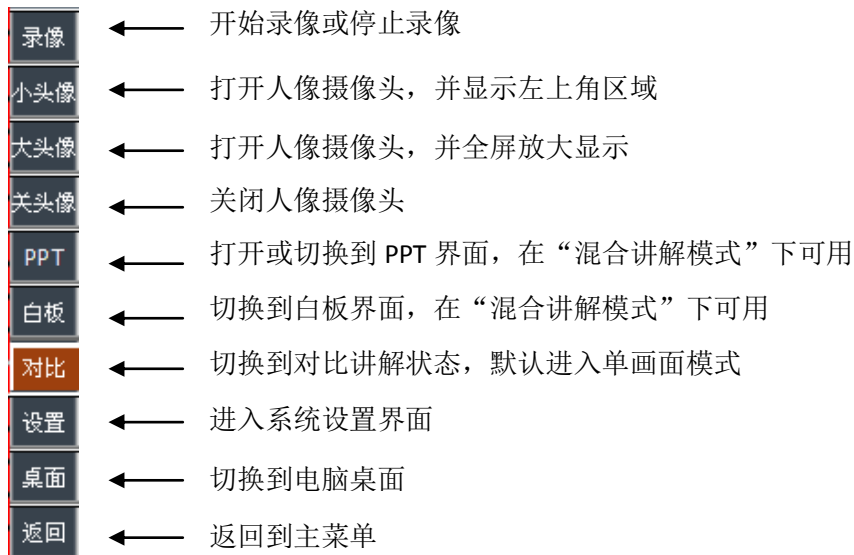 录像 开始录像或停止录像
小头像 打开人像摄像头，并显示左上角区域
大头像 打开人像摄像头，并全屏放大显示
关头像 关闭人像摄像头
PPT 打开或切换到 PPT 界面，在“混合讲解模式”下可用
白板 切换到白板界面，在“混合讲解模式”下可用
对比 切换到对比讲解状态，默认进入单画面模式
设置 进入系统设置界面
桌面 切换到电脑桌面
返回 返回到主菜单